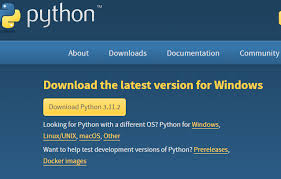 python™
About Downloads Documentation Community
Download the latest version for Windows
Download Python 3.11.2
Looking for Python with a different OS? Python for Windows,
Linux/UNIX, macOS, Other
Want to help test development versions of Python? Prereleases,
Docker images